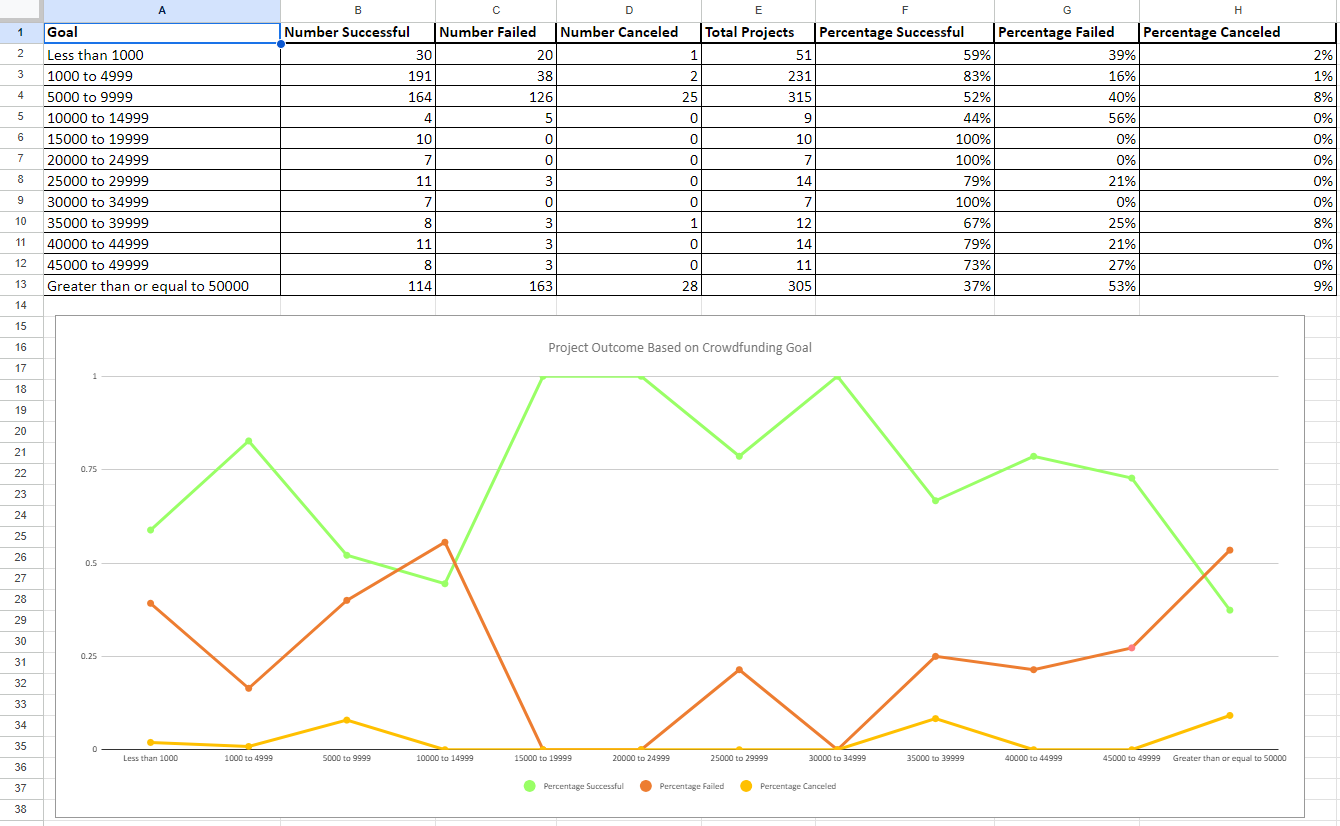 A B C D E F G H
1 Goal Number Successful Number Failed Number Canceled Total Projects Percentage Successful Percentage Failed Percentage Canceled
2 Less than 1000 30 20 1 51 59% 39% 2%
3 1000 to 4999 191 38 2 231 83% 16% 1%
4 5000 to 9999 164 126 25 315 52% 40% 8%
5 10000 to 14999 4 5 0 9 44% 56% 0%
6 15000 to 19999 10 0 0 10 100% 0% 0%
7 20000 to 24999 7 0 0 7 100% 0% 0%
8 25000 to 29999 11 3 0 14 79% 21% 0%
9 30000 to 34999 7 0 0 7 100% 0% 0%
10 35000 to 39999 8 3 1 12 67% 25% 8%
11 40000 to 44999 11 3 0 14 79% 21% 0%
12 45000 to 49999 8 3 0 11 73% 27% 0%
13 Greater than or equal to 50000 114 163 28 305 37% 53% 9%
14
15
16
17
18
19
20
21
22
23
24
25
26
27
28
29
30
31
32
33
34
35
36
37
38
Project Outcome Based on Crowdfunding Goal
1
0.75
0.5
0.25
0
Less than 1000 1000 to 4999 5000 to 9999 10000 to 14999 15000 to 19999 20000 to 24999 25000 to 29999 30000 to 34999 35000 to 39999 40000 to 44999 45000 to 49999 Greater than or equal to 50000
Percentage Successful Percentage Failed Percentage Canceled